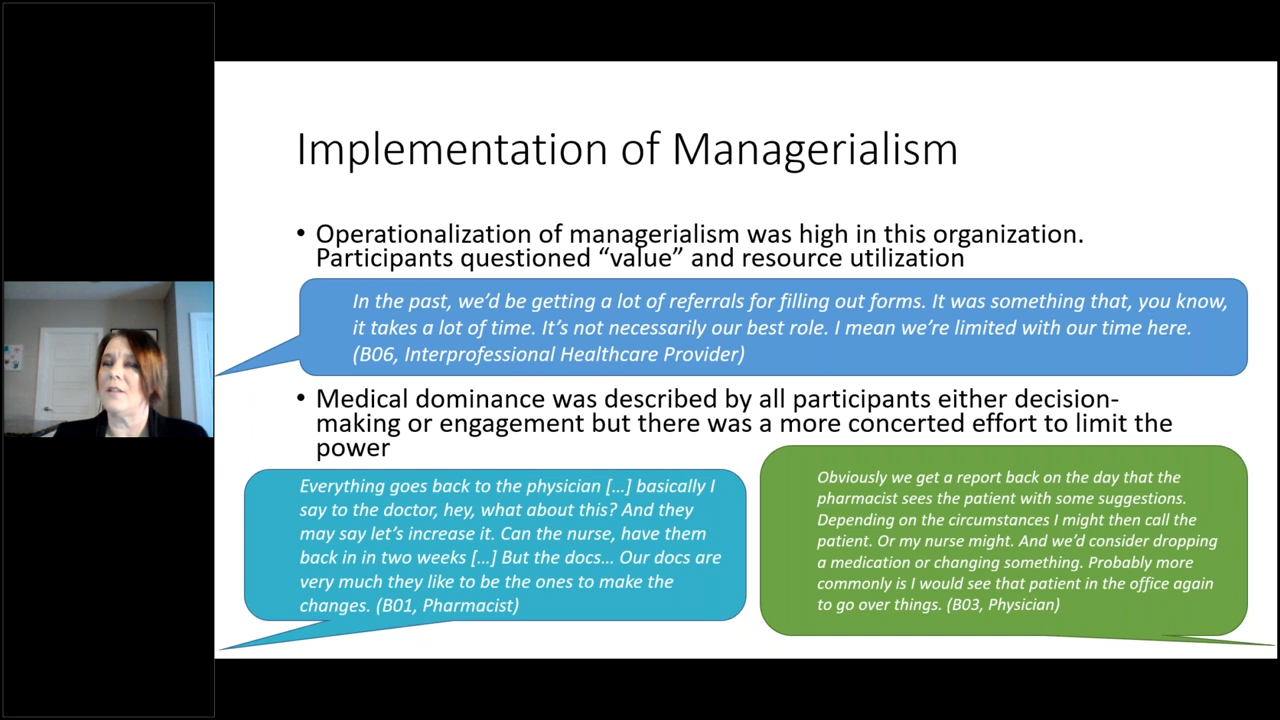 Implementation of Managerialism
• Operationalization of managerialism was high in this organization.
Participants questioned “value” and resource utilization
In the past, we’d be getting a lot of referrals for filling out forms. It was something that, you know,
it takes a lot of time. It’s not necessarily our best role. I mean we’re limited with our time here.
(B06, Interprofessional Healthcare Provider)
• Medical dominance was described by all participants either decision-
making or engagement but there was a more concerted effort to limit the
power
Everything goes back to the physician […] basically I
say to the doctor, hey, what about this? And they
may say let’s increase it. Can the nurse, have them
back in in two weeks […] But the docs… Our docs are
very much they like to be the ones to make the
changes. (B01, Pharmacist)
Obviously we get a report back on the day that the
pharmacist sees the patient with some suggestions.
Depending on the circumstances I might then call the
patient. Or my nurse might. And we’d consider dropping
a medication or changing something. Probably more
commonly is I would see that patient in the office again
to go over things. (B03, Physician)